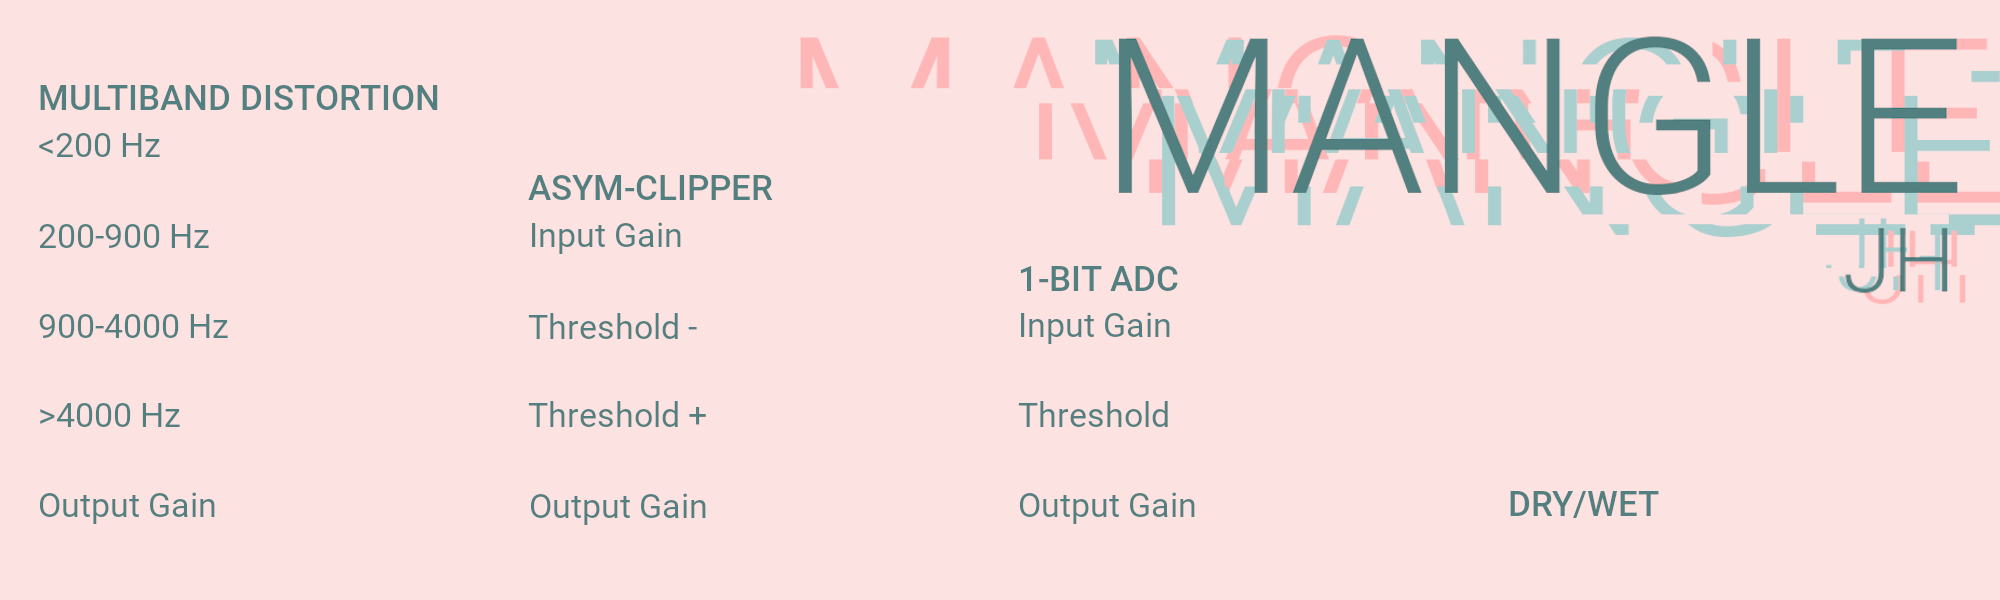 MANGLE
JH
MULTIBAND DISTORTION
<200 Hz
200-900 Hz
900-4000 Hz
>4000 Hz
Output Gain
ASYM-CLIPPER
Input Gain
Threshold -
Threshold +
Output Gain
1-BIT ADC
Input Gain
Threshold
Output Gain
DRY/WET